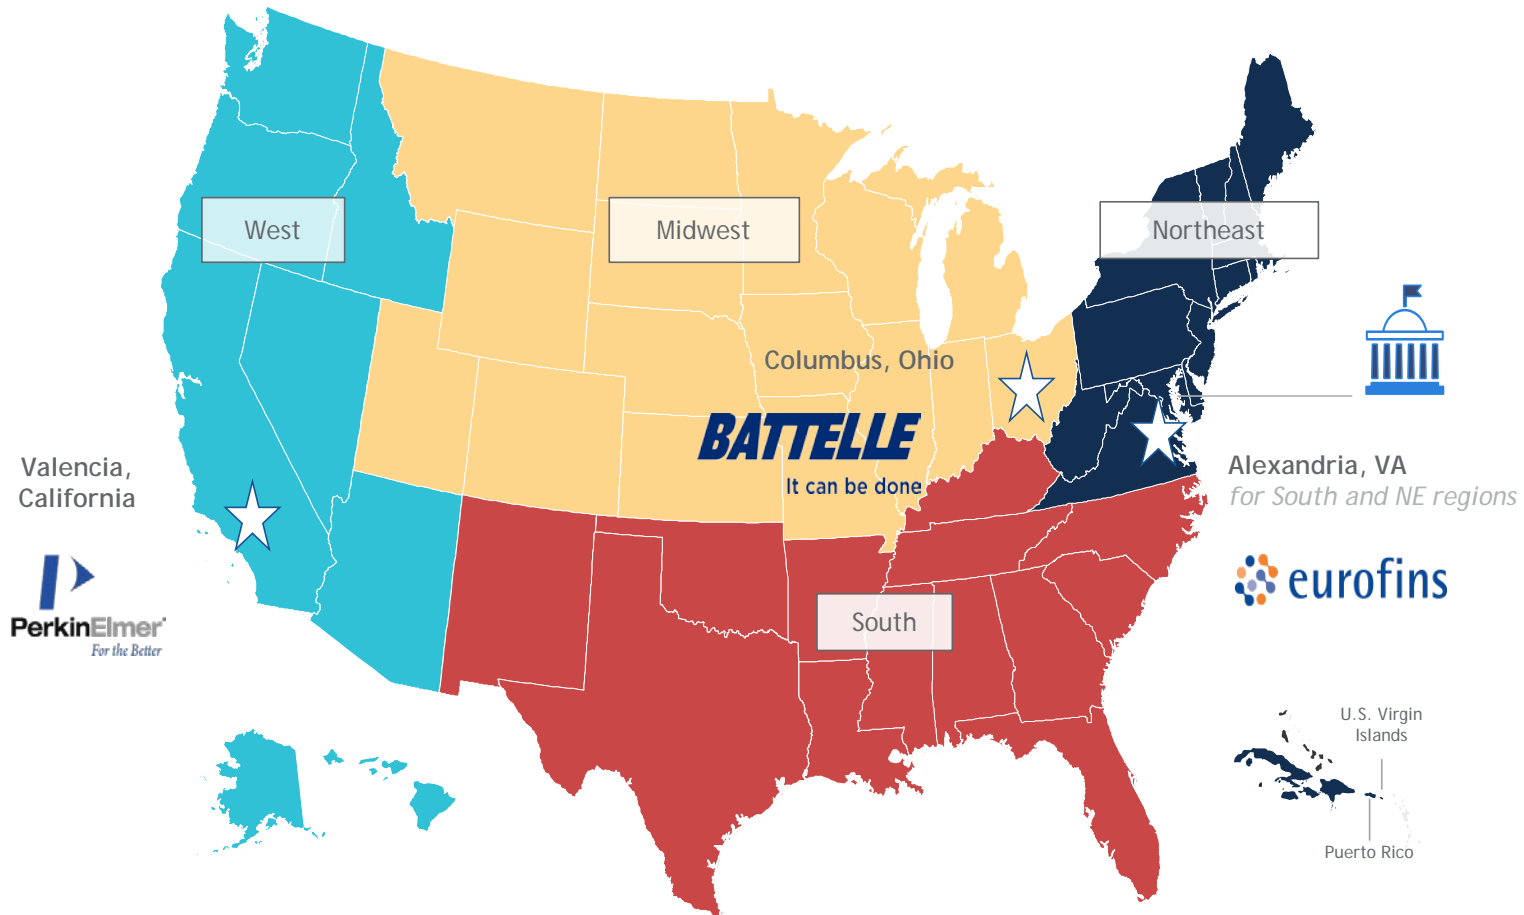 West
Midwest
Northeast
Columbus, Ohio
BATTELLE
It can be done
Valencia,
California
PerkinElmer
For the Better
Alexandria, VA
for South and NE regions
eurofins
South
U.S. Virgin
Islands
Puerto Rico